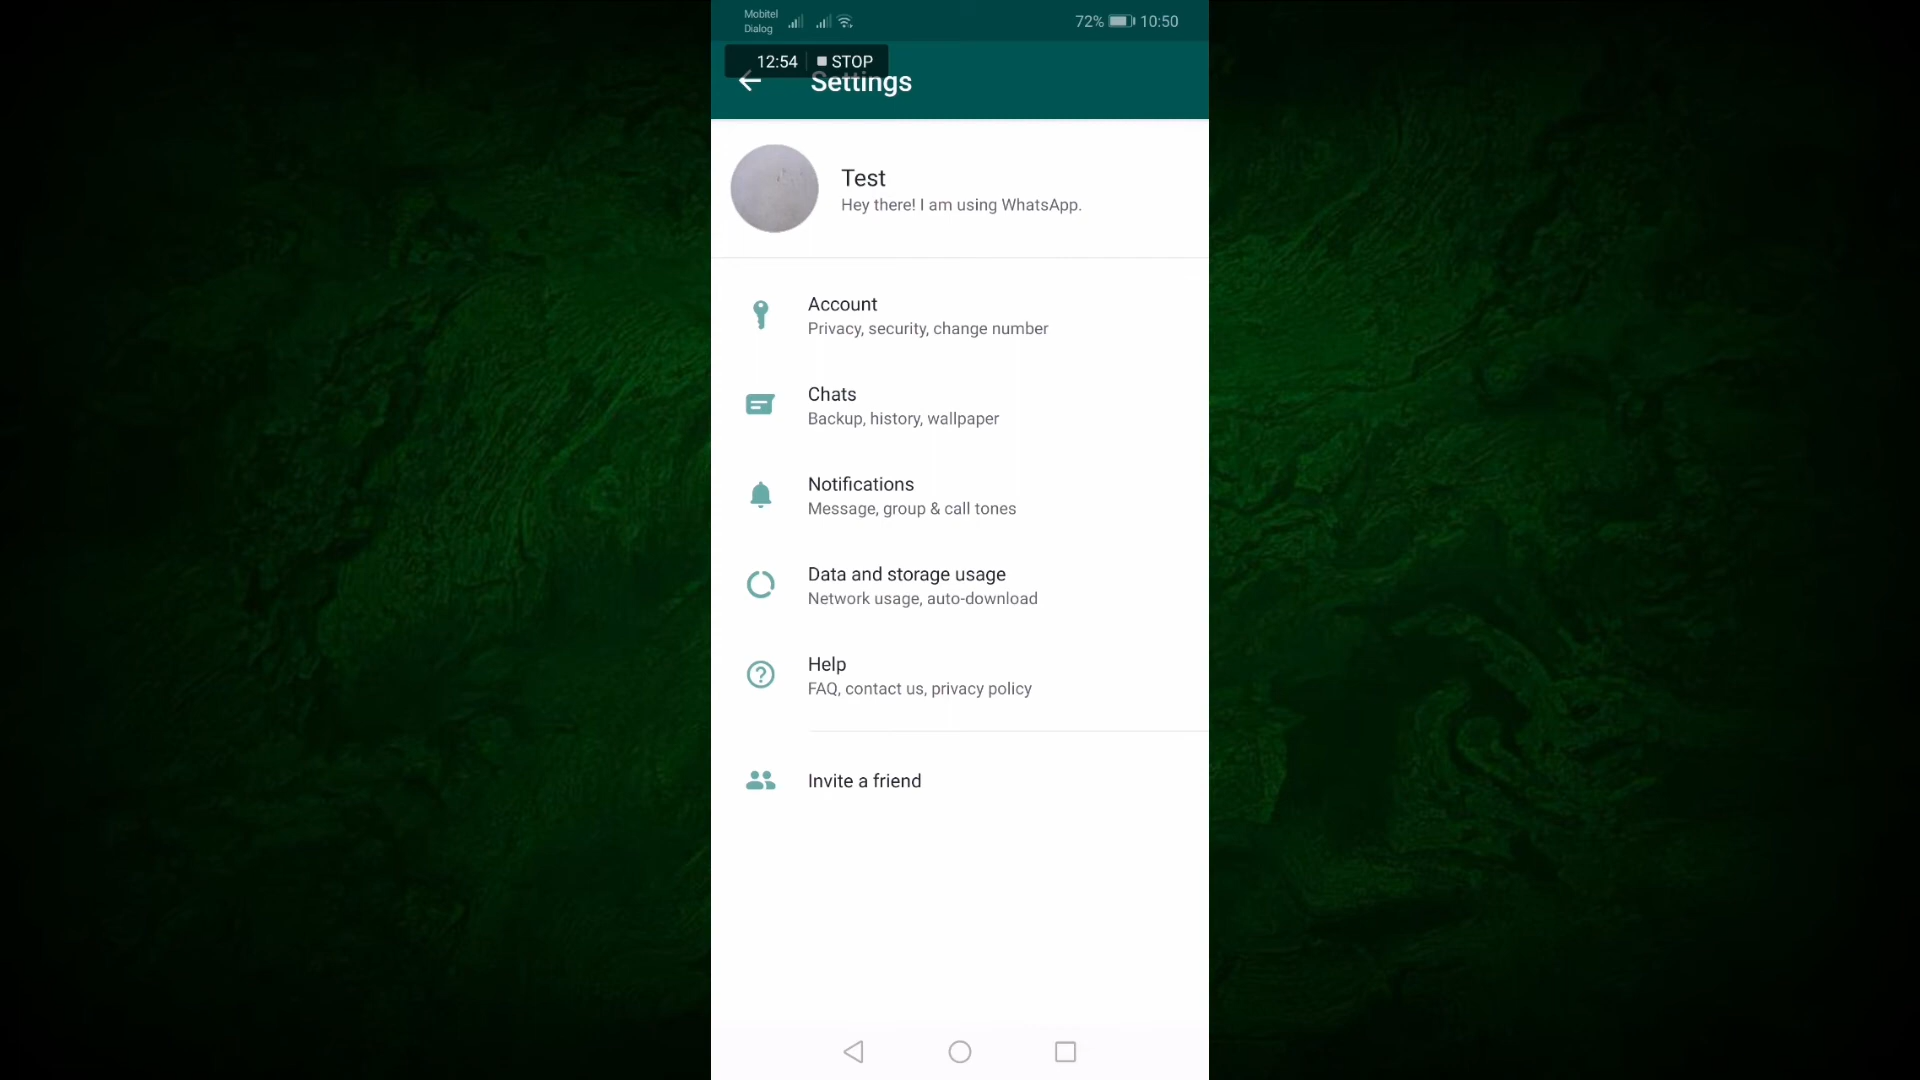 Mobitel
Dialog
72% 10:50
12:54 STOP
Settings
Test
Hey there! I am using WhatsApp.
Account
Privacy, security, change number
Chats
Backup, history, wallpaper
Notifications
Message, group & call tones
Data and storage usage
Network usage, auto-download
Help
FAQ, contact us, privacy policy
Invite a friend